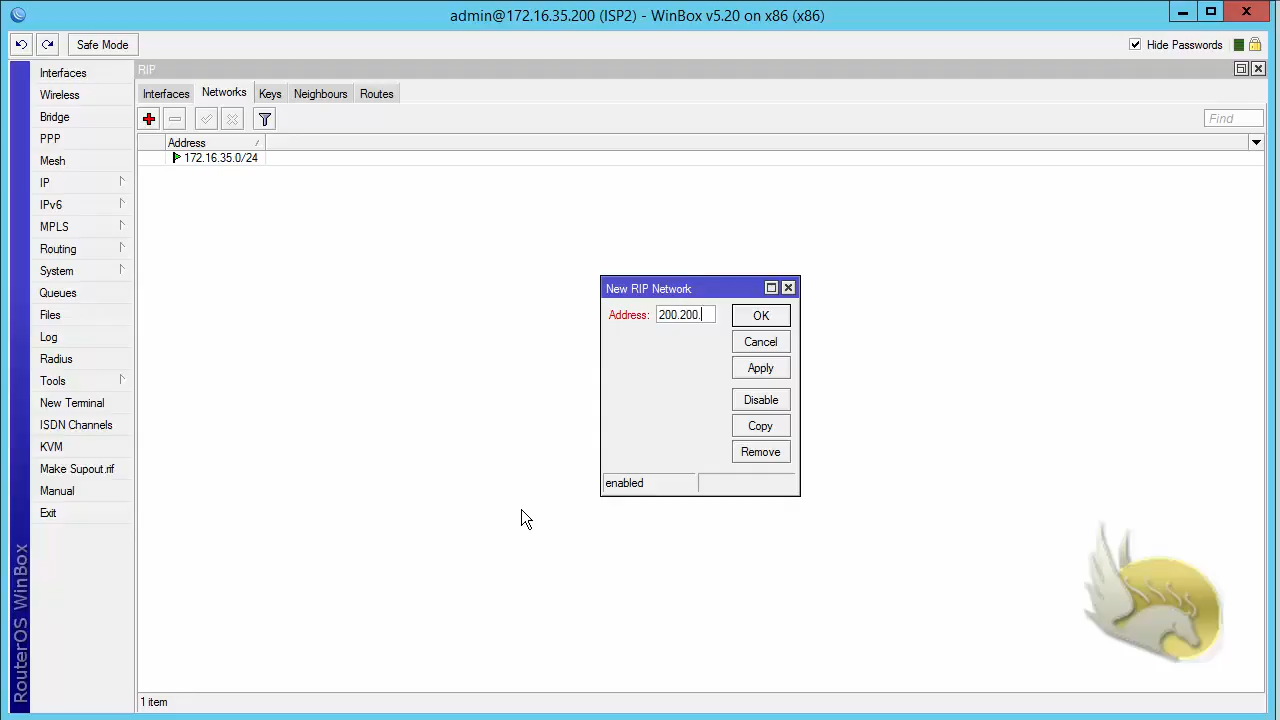 admin@172.16.35.200 (ISP2) - WinBox v5.20 on x86 (x86)
Safe Mode
Hide Passwords
Interfaces
Wireless
Bridge
PPP
Mesh
IP
IPv6
MPLS
Routing
System
Queues
Files
Log
Radius
Tools
New Terminal
ISDN Channels
KVM
Make Supout.rif
Manual
Exit
RouterOS WinBox
RIP
Interfaces Networks Keys Neighbours Routes
Find
Address
172.16.35.0/24
New RIP Network
Address: 200.200. OK
Cancel
Apply
Disable
Copy
Remove
enabled
1 item